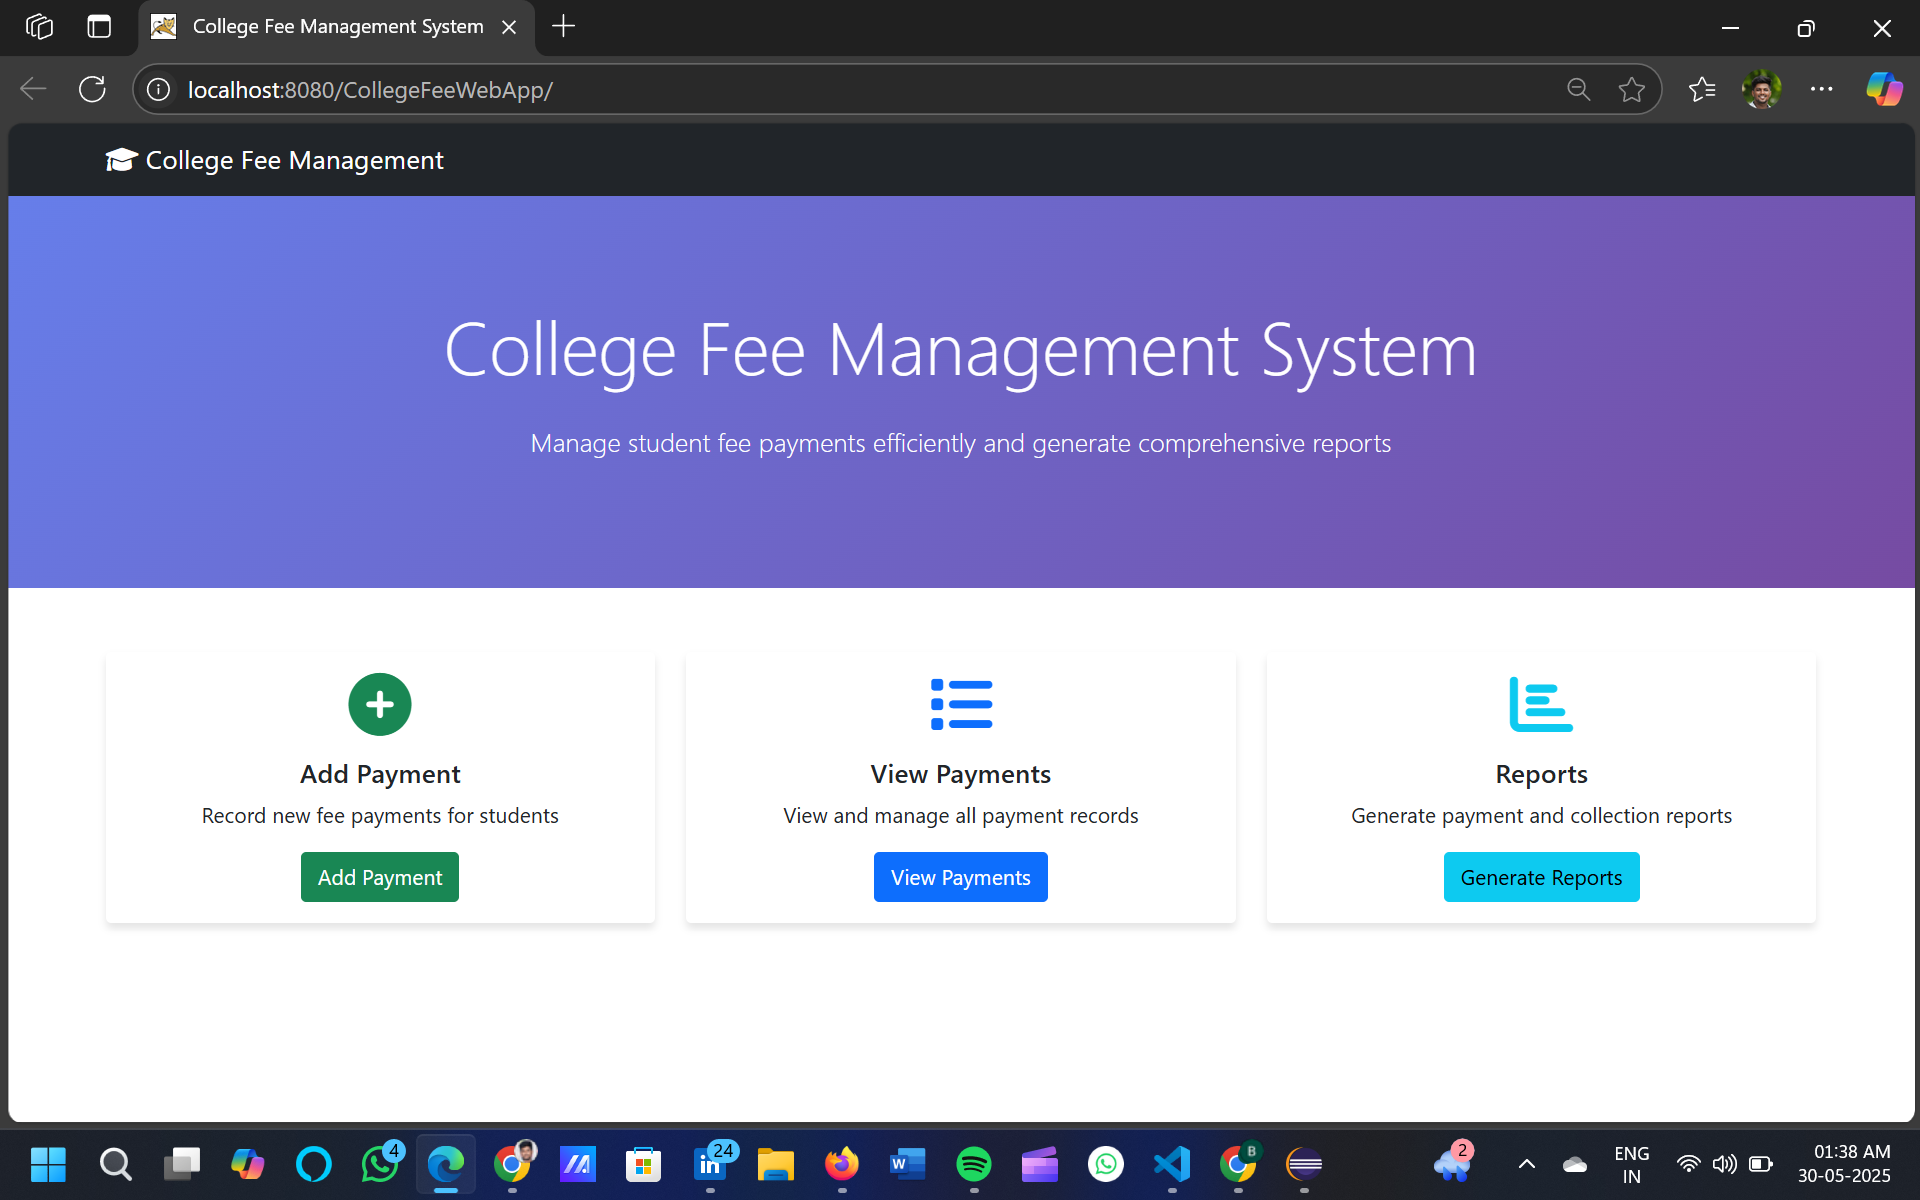 College Fee Management System
localhost:8080/CollegeFeeWebApp/
College Fee Management
College Fee Management System
Manage student fee payments efficiently and generate comprehensive reports
Add Payment
Record new fee payments for students
Add Payment
View Payments
View and manage all payment records
View Payments
Reports
Generate payment and collection reports
Generate Reports
4
24
W
in
B
2
ENG
IN
01:38 AM
30-05-2025